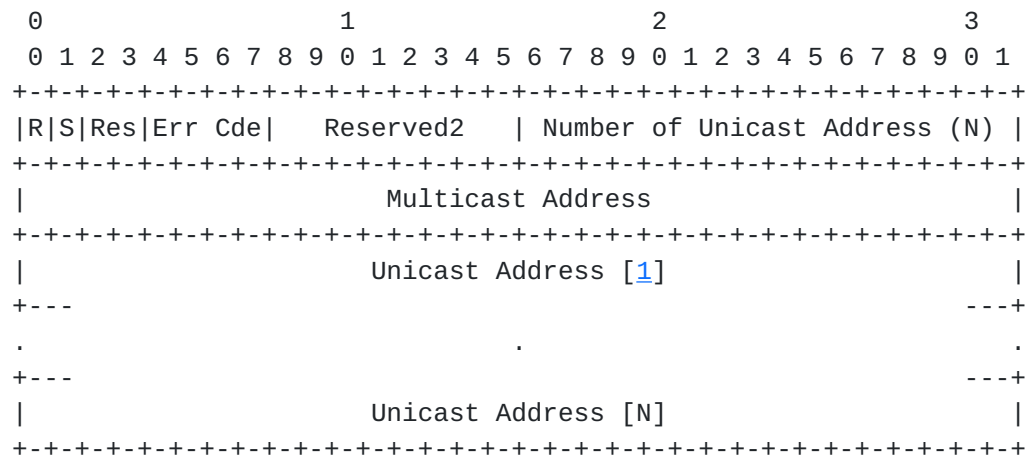 0                   1                   2                   3
 0 1 2 3 4 5 6 7 8 9 0 1 2 3 4 5 6 7 8 9 0 1 2 3 4 5 6 7 8 9 0 1
+-+-+-+-+-+-+-+-+-+-+-+-+-+-+-+-+-+-+-+-+-+-+-+-+-+-+-+-+-+-+-+-+
|R|S|Res|Err Cde|   Reserved2   | Number of Unicast Address (N) |
+-+-+-+-+-+-+-+-+-+-+-+-+-+-+-+-+-+-+-+-+-+-+-+-+-+-+-+-+-+-+-+-+
|                       Multicast Address                       |
+-+-+-+-+-+-+-+-+-+-+-+-+-+-+-+-+-+-+-+-+-+-+-+-+-+-+-+-+-+-+-+-+
|                      Unicast Address [1]                      |
+---                                                         ---+
.                               .                               .
+---                                                         ---+
|                      Unicast Address [N]                      |
+-+-+-+-+-+-+-+-+-+-+-+-+-+-+-+-+-+-+-+-+-+-+-+-+-+-+-+-+-+-+-+-+